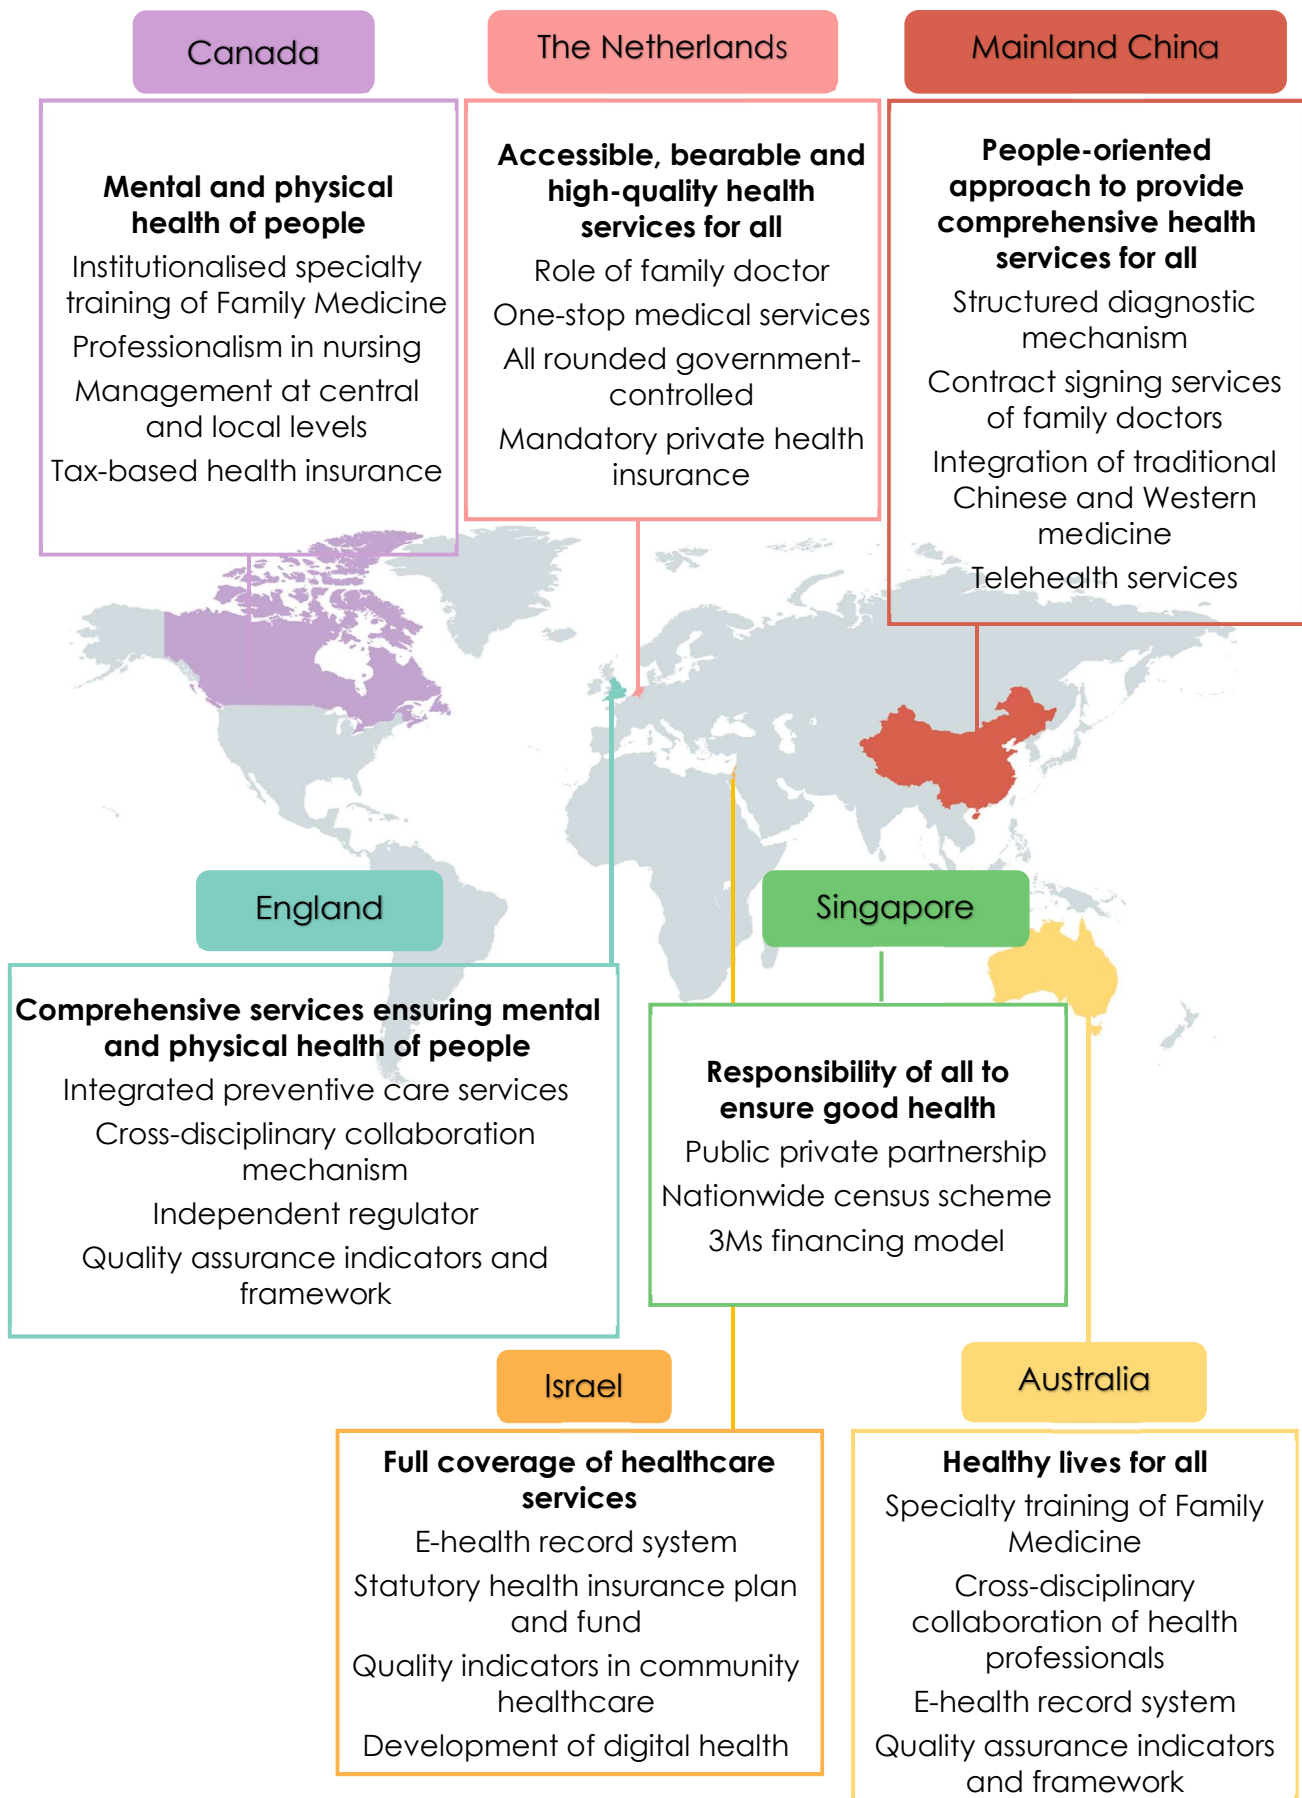 Canada
Mental and physical
health of people
Institutionalised specialty
training of Family Medicine
Professionalism in nursing
Management at central
and local levels
Tax-based health insurance
The Netherlands
Accessible, bearable and
high-quality health
services for all
Role of family doctor
One-stop medical services
All rounded government-
controlled
Mandatory private health
insurance
Mainland China
People-oriented
approach to provide
comprehensive health
services for all
Structured diagnostic
mechanism
Contract signing services
of family doctors
Integration of traditional
Chinese and Western
medicine
Telehealth services
England
Comprehensive services ensuring mental
and physical health of people
Integrated preventive care services
Cross-disciplinary collaboration
mechanism
Independent regulator
Quality assurance indicators and
framework
Singapore
Responsibility of all to
ensure good health
Public private partnership
Nationwide census scheme
3Ms financing model
Israel
Full coverage of healthcare
services
E-health record system
Statutory health insurance plan
and fund
Quality indicators in community
healthcare
Development of digital health
Australia
Healthy lives for all
Specialty training of Family
Medicine
Cross-disciplinary
collaboration of health
professionals
E-health record system
Quality assurance indicators
and framework